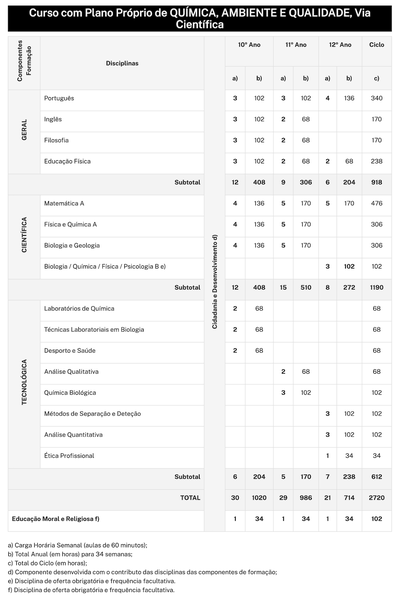 Curso com Plano Próprio de QUÍMICA, AMBIENTE E QUALIDADE, Via
Científica
Componentes Formação Disciplinas Cidadania e Desenvolvimento d) 10º Ano 11º Ano 12º Ano Ciclo
a) b) a) b) a) b) c)
GERAL
Português 3 102 3 102 4 136 340
Inglês 3 102 2 68 170
Filosofia 3 102 2 68 170
Educação Física 3 102 2 68 2 68 238
Subtotal 12 408 9 306 6 204 918
CIENTÍFICA
Matemática A 4 136 5 170 5 170 476
Física e Química A 4 136 5 170 306
Biologia e Geologia 4 136 5 170 306
Biologia / Química / Física / Psicologia B e) 3 102 102
Subtotal 12 408 15 510 8 272 1190
TECNOLÓGICA
Laboratórios de Química 2 68 68
Técnicas Laboratoriais em Biologia 2 68 68
Desporto e Saúde 2 68 68
Análise Qualitativa 2 68 68
Química Biológica 3 102 102
Métodos de Separação e Deteção 3 102 102
Análise Quantitativa 3 102 102
Ética Profissional 1 34 34
Subtotal 6 204 5 170 7 238 612
TOTAL 30 1020 29 986 21 714 2720
Educação Moral e Religiosa f) 1 34 1 34 1 34 102
a) Carga Horária Semanal (aulas de 60 minutos);
b) Total Anual (em horas) para 34 semanas;
c) Total do Ciclo (em horas);
d) Componente desenvolvida com o contributo das disciplinas das componentes de formação;
e) Disciplina de oferta obrigatória e frequência facultativa.
f) Disciplina de oferta obrigatória e frequência facultativa.